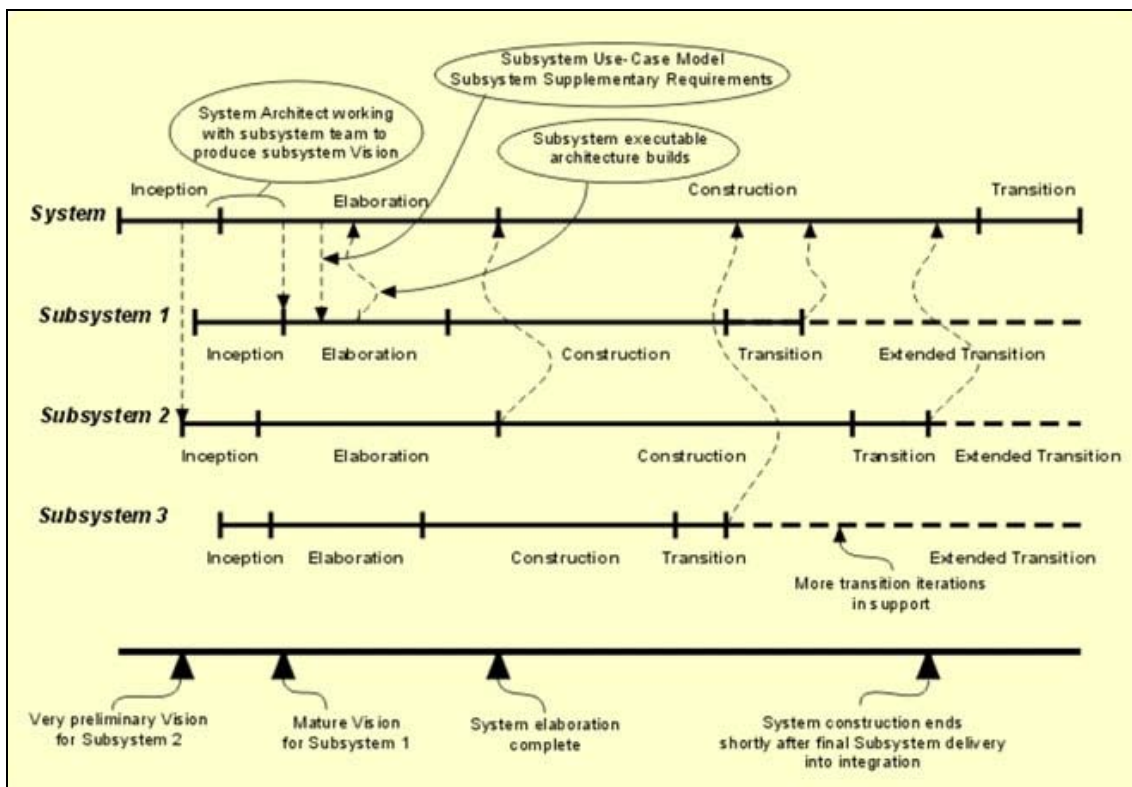 Subsystem Use-Case Model
Subsystem Supplementary Requirements
System Architect working
with subsystem team to
produce subsystem Vision
Subsystem executable
architecture builds
Inception
Elaboration
Construction
Transition
System
Subsystem 1
Inception
Elaboration
Construction
Transition
Extended Transition
Subsystem 2
Inception
Elaboration
Construction
Transition
Extended Transition
Subsystem 3
Inception
Elaboration
Construction
Transition
Extended Transition
More transition iterations
in support
Very preliminary Vision
for Subsystem 2
Mature Vision
for Subsystem 1
System elaboration
complete
System construction ends
shortly after final Subsystem delivery
into integration